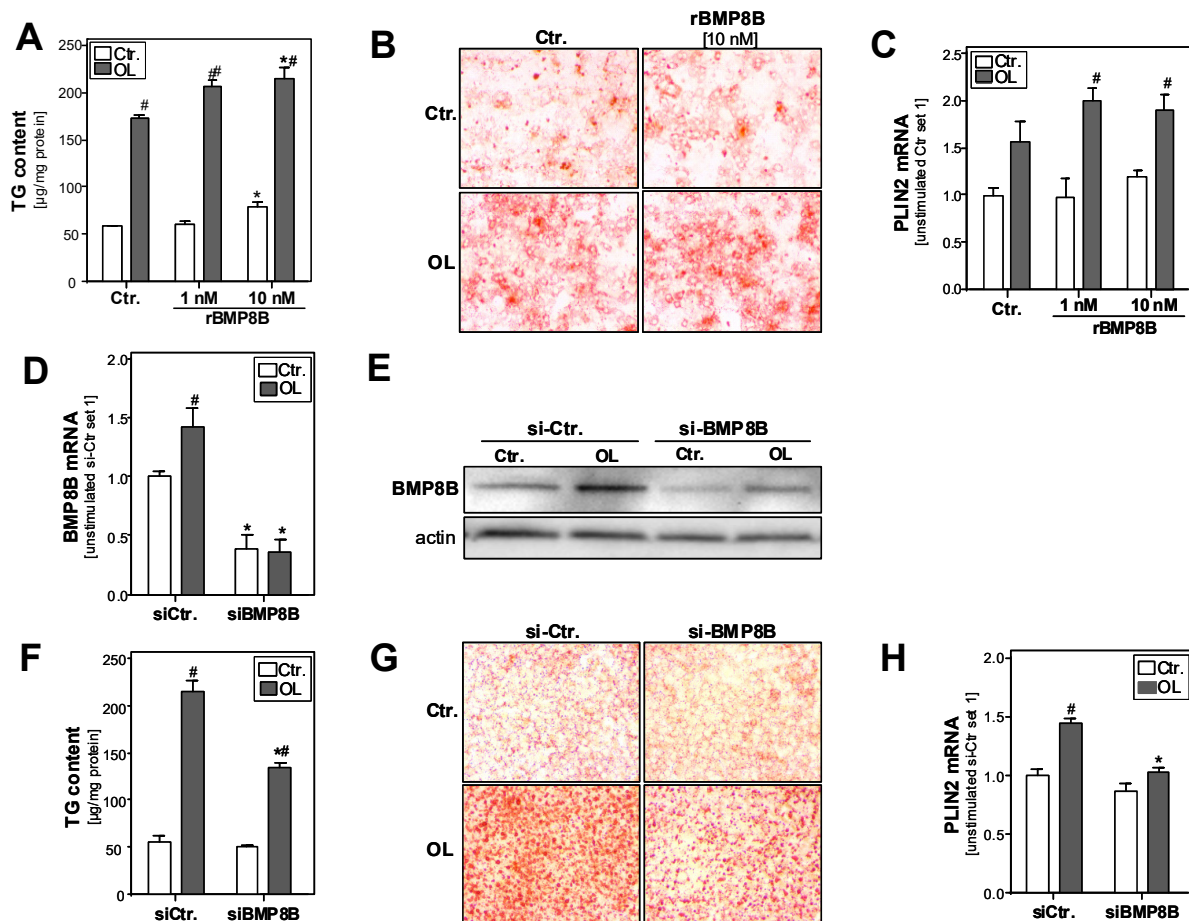 A
TG content
[µg/mg protein]
250
200
150
100
50
0
Ctr.
OL
#
##
*#
*
Ctr.
1 nM
10 nM
rBMP8B
B
Ctr.
rBMP8B
[10 nM]
Ctr.
OL
C
PLIN2 mRNA
[unstimulated Ctr set 1]
2.5
2.0
1.5
1.0
0.5
0.0
Ctr.
OL
#
#
Ctr.
1 nM
10 nM
rBMP8B
D
BMP8B mRNA
[unstimulated si-Ctr set 1]
2.0
1.5
1.0
0.5
0.0
Ctr.
OL
#
*
*
siCtr.
siBMP8B
E
si-Ctr.
si-BMP8B
Ctr.
OL
Ctr.
OL
BMP8B
actin
F
TG content
[µg/mg protein]
250
200
150
100
50
0
Ctr.
OL
#
*#
siCtr.
siBMP8B
G
si-Ctr.
si-BMP8B
Ctr.
OL
H
PLIN2 mRNA
[unstimulated si-Ctr set 1]
2.0
1.5
1.0
0.5
0.0
Ctr.
OL
#
*
siCtr.
siBMP8B